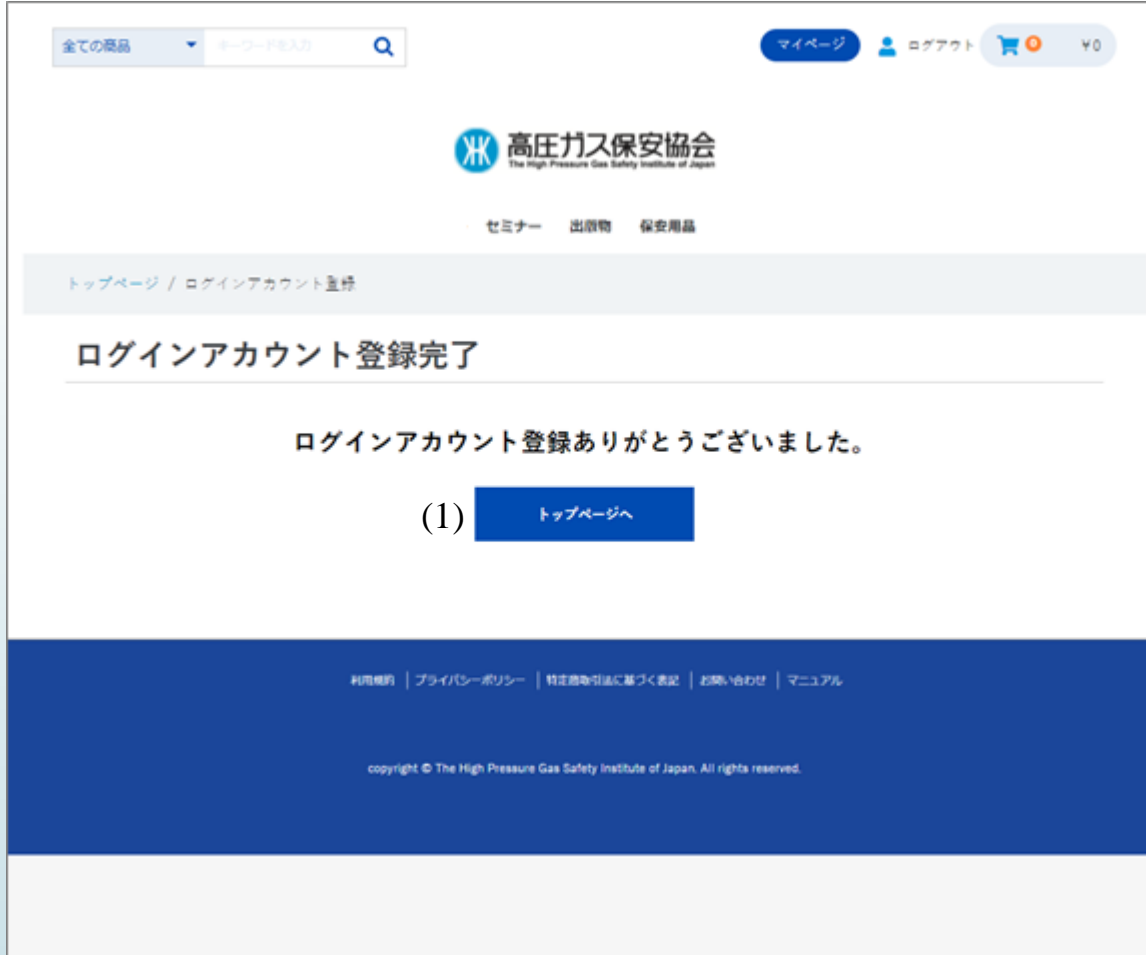 全ての商品 キーワードを入力 マイページ ログアウト 0 ¥0
高圧ガス保安協会
The High Pressure Gas Safety Institute of Japan
セミナー 出版物 保安用品
トップページ / ログインアカウント登録
ログインアカウント登録完了
ログインアカウント登録ありがとうございました。
(1) トップページへ
利用規約 | プライバシーポリシー | 特定商取引法に基づく表記 | お問い合わせ | マニュアル
copyright © The High Pressure Gas Safety Institute of Japan. All rights reserved.